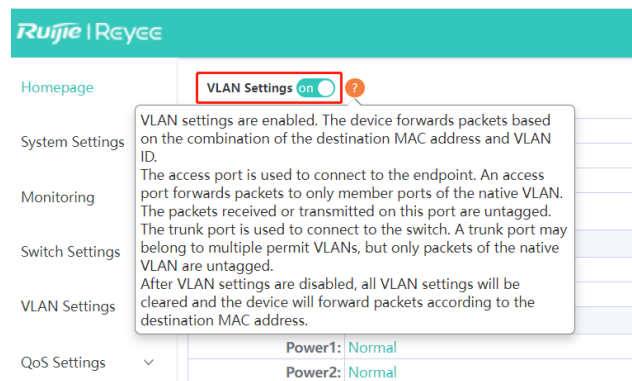 Ruijie | Reyee
Homepage
VLAN Settings on ?
VLAN settings are enabled. The device forwards packets based
on the combination of the destination MAC address and VLAN
ID.
The access port is used to connect to the endpoint. An access
port forwards packets to only member ports of the native VLAN.
The packets received or transmitted on this port are untagged.
The trunk port is used to connect to the switch. A trunk port may
belong to multiple permit VLANs, but only packets of the native
VLAN are untagged.
After VLAN settings are disabled, all VLAN settings will be
cleared and the device will forward packets according to the
destination MAC address.
System Settings
Monitoring
Switch Settings
VLAN Settings
QoS Settings
Power1: Normal
Power2: Normal